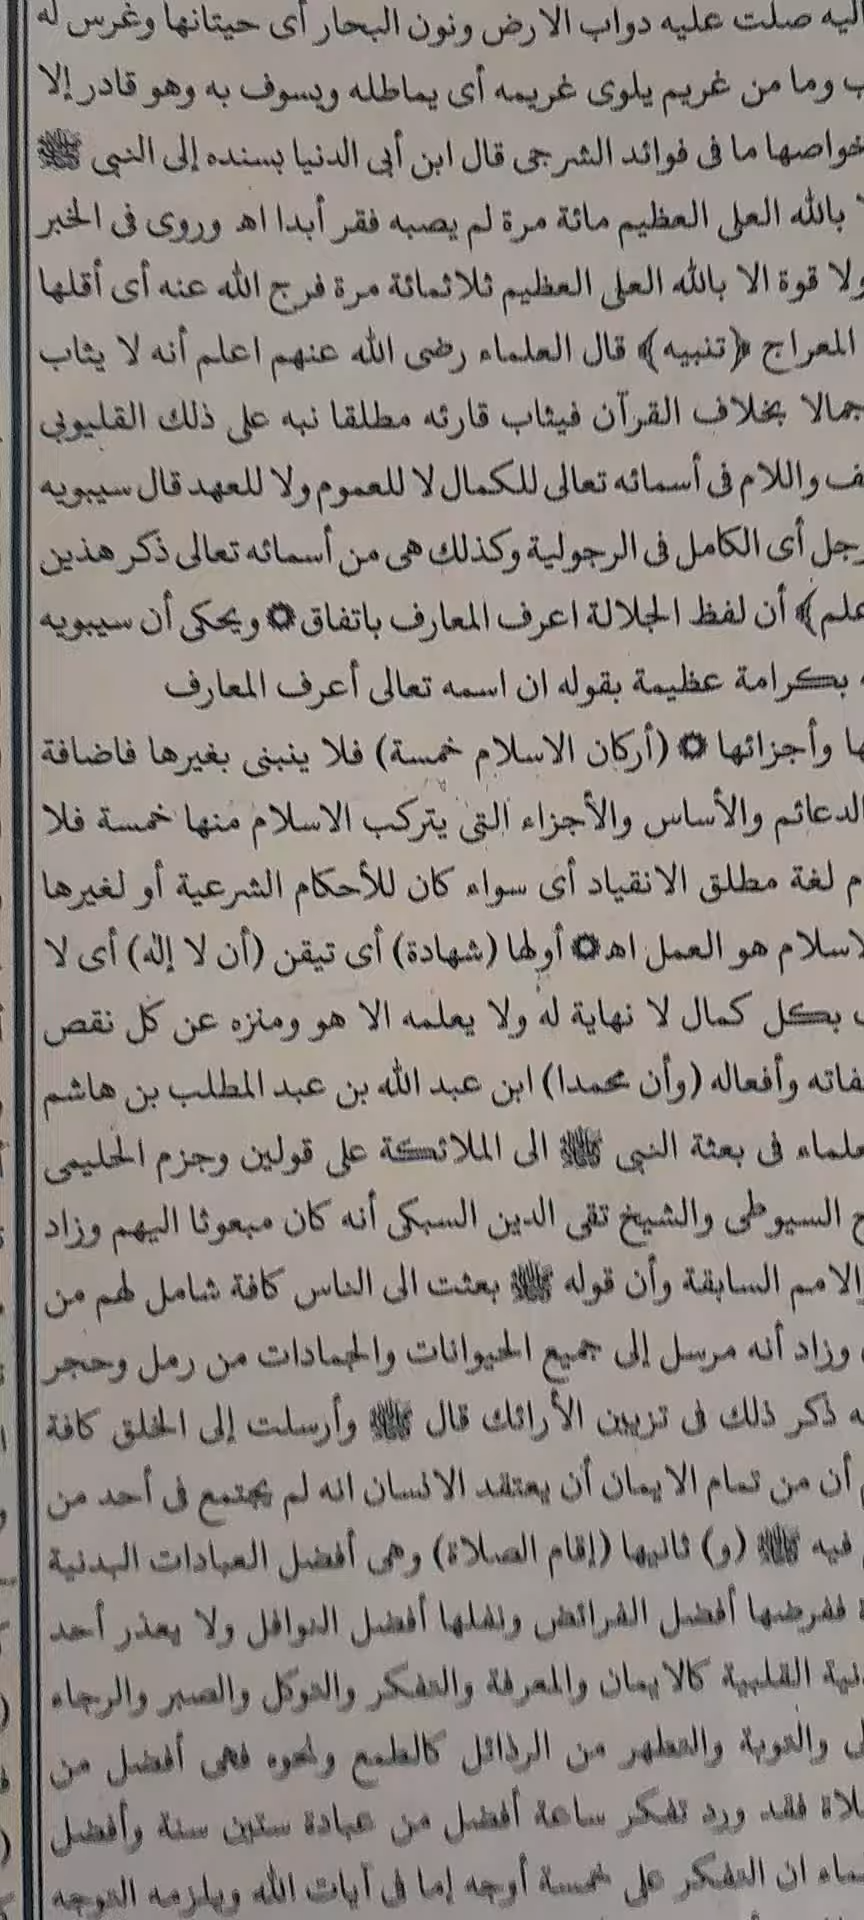 اليه صلت عليه دواب الارض ونون البحار أى حيتانها وغرس له
وما من غريم يلوى غريمه أى يماطله ويسوف به وهو قادر إلا
خواصها ما فى فوائد الشرجى قال ابن أبى الدنيا بسنده إلى النبى ﷺ
بالله العلى العظيم مائة مرة لم يصبه فقر أبدا اه وروى فى الخبر
ولا قوة الا بالله العلى العظيم ثلاثمائة مرة فرج الله عنه أى أقلها
المعراج ﴿تنبيه﴾ قال العلماء رضى الله عنهم اعلم أنه لا يثاب
جمالا بخلاف القرآن فيثاب قارئه مطلقا نبه على ذلك القليوبى
ف واللام فى أسمائه تعالى للكمال لا للعموم ولا للعهد قال سيبويه
رجل أى الكامل فى الرجولية وكذلك هى من أسمائه تعالى ذكر هذين
علم﴾ أن لفظ الجلالة اعرف المعارف باتفاق ۞ ويحكى أن سيبويه
بكرامة عظيمة بقوله ان اسمه تعالى أعرف المعارف
ها وأجزائها ۞ (أركان الاسلام خمسة) فلا ينبنى بغيرها فاضافة
الدعائم والأساس والأجزاء التى يتركب الاسلام منها خمسة فلا
م لغة مطلق الانقياد أى سواء كان للأحكام الشرعية أو لغيرها
لاسلام هو العمل اه ۞ أولها (شهادة) أى تيقن (أن لا إله) أى لا
بكل كمال لا نهاية له ولا يعلمه الا هو ومنزه عن كل نقص
فاته وأفعاله (وأن محمدا) ابن عبد الله بن عبد المطلب بن هاشم
علماء فى بعثة النبى ﷺ الى الملائكة على قولين وجزم الحليمى
ح السيوطى والشيخ تقى الدين السبكى أنه كان مبعوثا اليهم وزاد
والامم السابقة وأن قوله ﷺ بعثت الى الناس كافة شامل لهم من
وزاد أنه مرسل إلى جميع الحيوانات والجمادات من رمل وحجر
ه ذكر ذلك فى تزيين الأرائك قال ﷺ وأرسلت إلى الخلق كافة
أن من تمام الايمان أن يعتقد الانسان انه لم يجتمع فى أحد من
فيه ﷺ (و) ثانيها (إقام الصلاة) وهى أفضل العبادات البدنية
ة ففرضها أفضل الفرائض ونفلها أفضل النوافل ولا يعذر أحد
دنية القلبية كالايمان والمعرفة والتفكر والتوكل والصبر والرجاء
ى والتوبة والتطهر من الرذائل كالطمع ونحوه فهى أفضل من
لاة فقد ورد تفكر ساعة أفضل من عبادة ستين سنة وأفضل
ماء ان التفكر على خمسة أوجه إما فى آيات الله ويلزمه التوجه